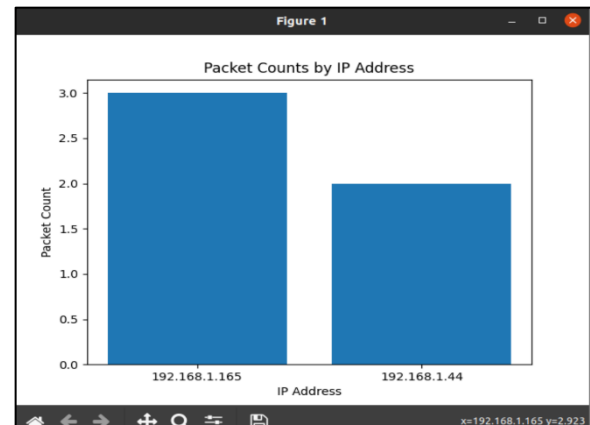 Figure 1
Packet Counts by IP Address
3.0
2.5
2.0
1.5
1.0
0.5
0.0
Packet Count
192.168.1.165 192.168.1.44
IP Address
x=192.168.1.165 y=2.923